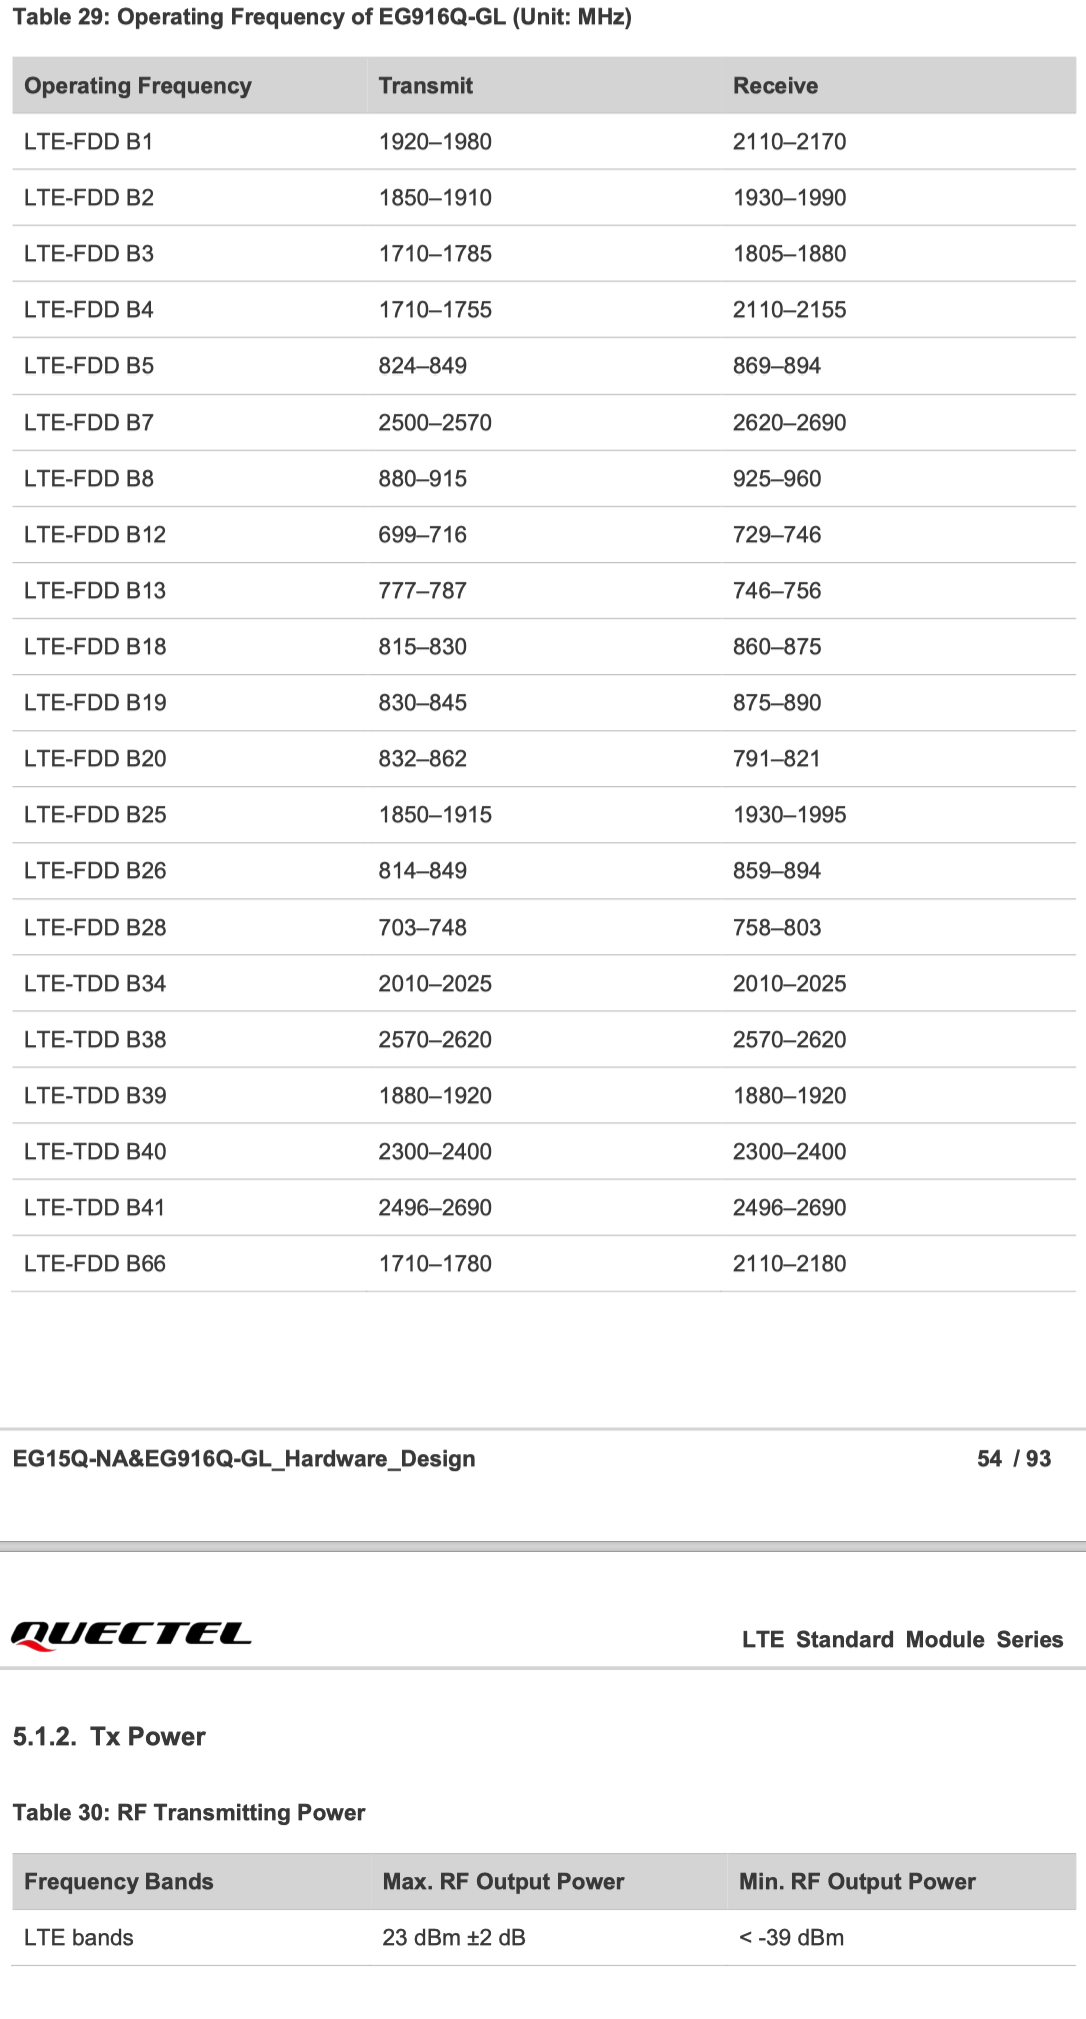 Table 29: Operating Frequency of EG916Q-GL (Unit: MHz)
Operating Frequency Transmit Receive
LTE-FDD B1 1920–1980 2110–2170
LTE-FDD B2 1850–1910 1930–1990
LTE-FDD B3 1710–1785 1805–1880
LTE-FDD B4 1710–1755 2110–2155
LTE-FDD B5 824–849 869–894
LTE-FDD B7 2500–2570 2620–2690
LTE-FDD B8 880–915 925–960
LTE-FDD B12 699–716 729–746
LTE-FDD B13 777–787 746–756
LTE-FDD B18 815–830 860–875
LTE-FDD B19 830–845 875–890
LTE-FDD B20 832–862 791–821
LTE-FDD B25 1850–1915 1930–1995
LTE-FDD B26 814–849 859–894
LTE-FDD B28 703–748 758–803
LTE-TDD B34 2010–2025 2010–2025
LTE-TDD B38 2570–2620 2570–2620
LTE-TDD B39 1880–1920 1880–1920
LTE-TDD B40 2300–2400 2300–2400
LTE-TDD B41 2496–2690 2496–2690
LTE-FDD B66 1710–1780 2110–2180
EG15Q-NA&EG916Q-GL_Hardware_Design 54 / 93
QUECTEL LTE Standard Module Series
5.1.2. Tx Power
Table 30: RF Transmitting Power
Frequency Bands Max. RF Output Power Min. RF Output Power
LTE bands 23 dBm ±2 dB < -39 dBm